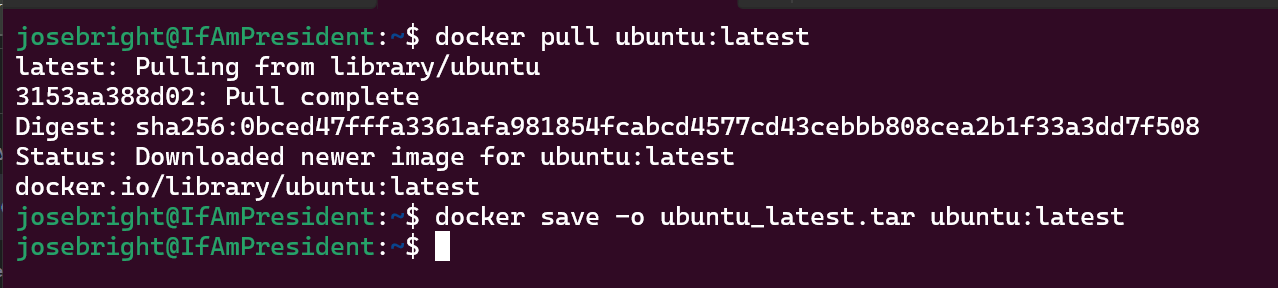 josebright@IfAmPresident:~$ docker pull ubuntu:latest
latest: Pulling from library/ubuntu
3153aa388d02: Pull complete
Digest: sha256:0bced47fffa3361afa981854fcabcd4577cd43cebbb808cea2b1f33a3dd7f508
Status: Downloaded newer image for ubuntu:latest
docker.io/library/ubuntu:latest
josebright@IfAmPresident:~$ docker save -o ubuntu_latest.tar ubuntu:latest
josebright@IfAmPresident:~$